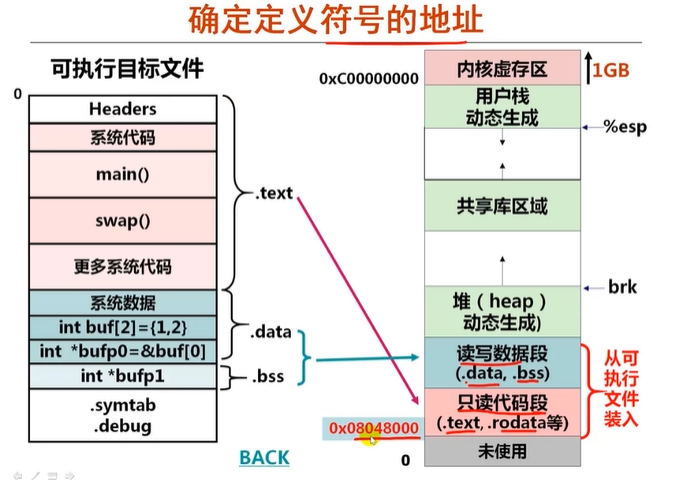 确定定义符号的地址
可执行目标文件
0
Headers
系统代码
main()
swap()
更多系统代码
系统数据
int buf[2]={1,2}
int *bufp0=&buf[0]
int *bufp1
.symtab
.debug
.text
.data
.bss
BACK
0xC00000000
内核虚存区
1GB
用户栈
动态生成
%esp
共享库区域
brk
堆（heap）
动态生成)
读写数据段
(.data, .bss)
只读代码段
(.text, .rodata等)
从可
执行
文件
装入
0x08048000
未使用
0